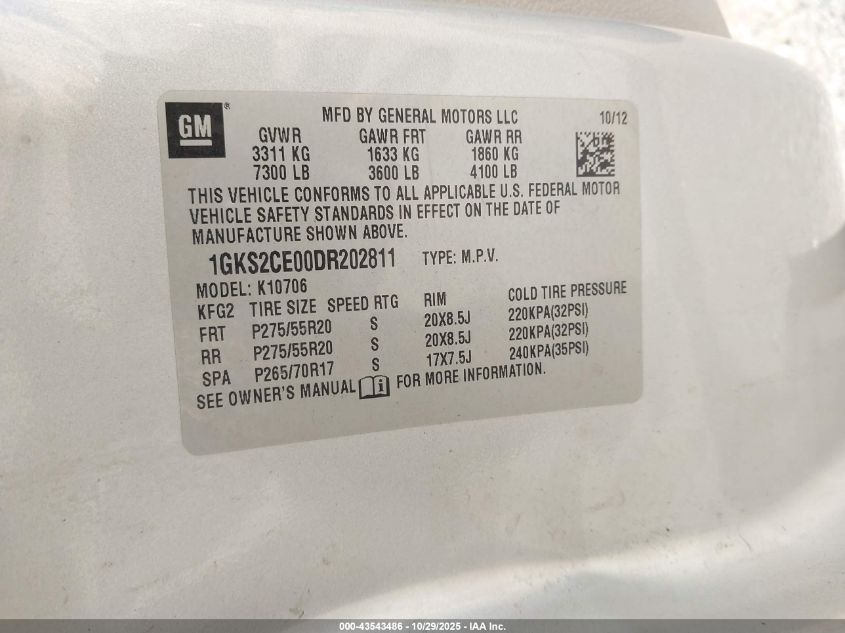 GM ®
MFD BY GENERAL MOTORS LLC 10/12
GVWR GAWR FRT GAWR RR
3311 KG 1633 KG 1860 KG
7300 LB 3600 LB 4100 LB
THIS VEHICLE CONFORMS TO ALL APPLICABLE U.S. FEDERAL MOTOR
VEHICLE SAFETY STANDARDS IN EFFECT ON THE DATE OF
MANUFACTURE SHOWN ABOVE.
1GKS2CE00DR202811 TYPE: M.P.V.
MODEL: K10706
KFG2 TIRE SIZE SPEED RTG RIM COLD TIRE PRESSURE
FRT P275/55R20 S 20X8.5J 220KPA(32PSI)
RR P275/55R20 S 20X8.5J 220KPA(32PSI)
SPA P265/70R17 S 17X7.5J 240KPA(35PSI)
SEE OWNER'S MANUAL i FOR MORE INFORMATION.
000-43543486 - 10/29/2025 - IAA Inc.